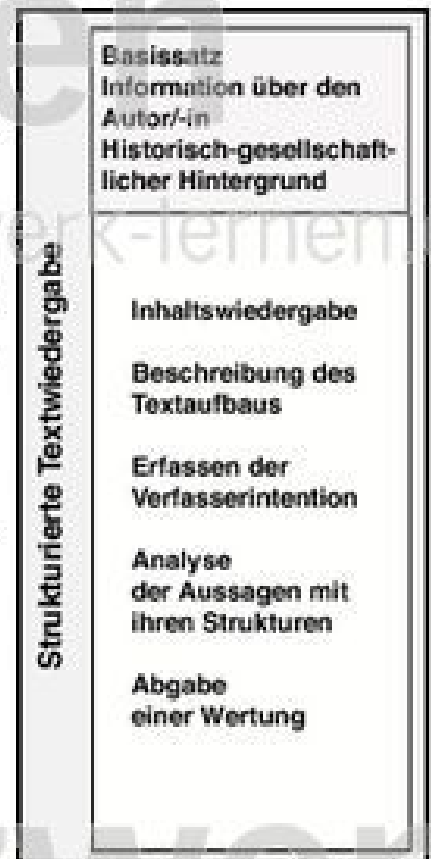 Basissatz
Information über den
Autor/-in
Historisch-gesellschaft-
licher Hintergrund
Strukturierte Textwiedergabe
Inhaltswiedergabe
Beschreibung des
Textaufbaus
Erfassen der
Verfasserintention
Analyse
der Aussagen mit
ihren Strukturen
Abgabe
einer Wertung